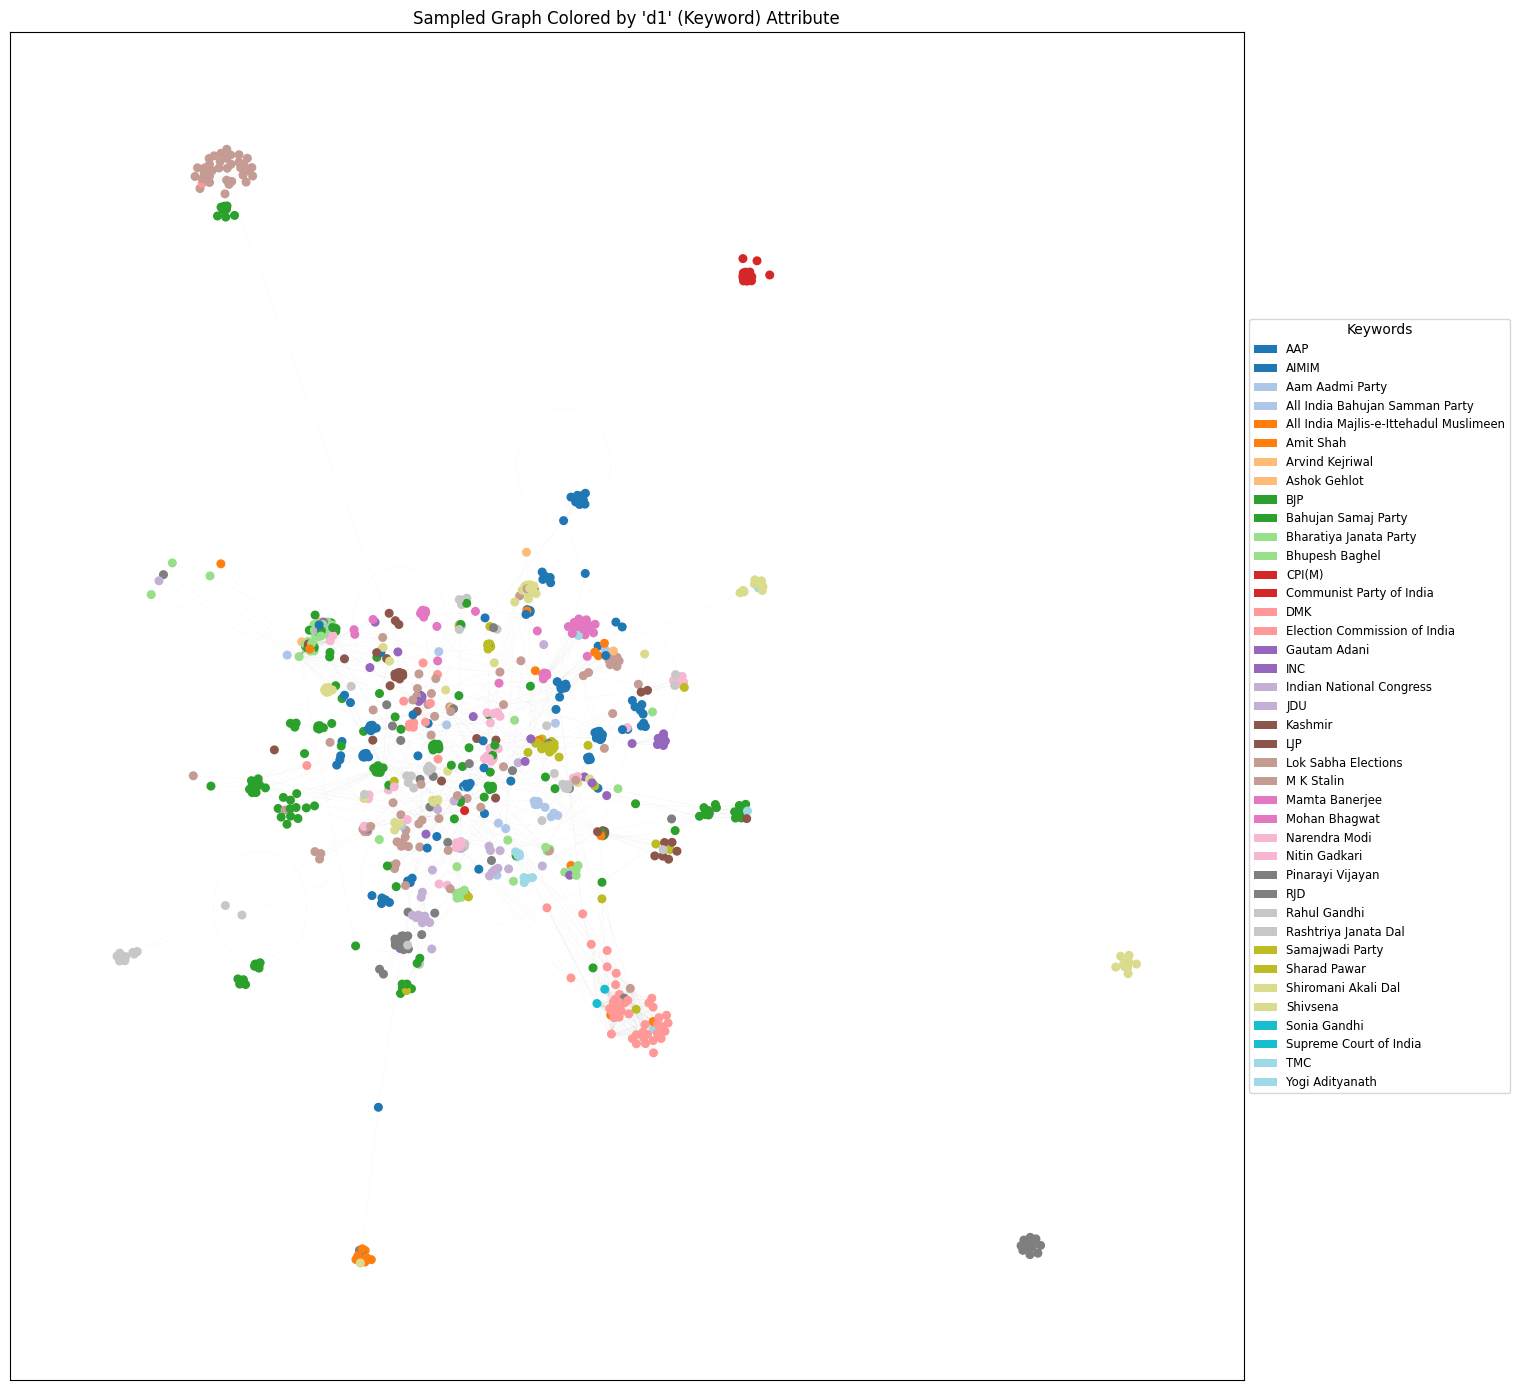 Sampled Graph Colored by 'd1' (Keyword) Attribute
Keywords
AAP
AIMIM
Aam Aadmi Party
All India Bahujan Samman Party
All India Majlis-e-Ittehadul Muslimeen
Amit Shah
Arvind Kejriwal
Ashok Gehlot
BJP
Bahujan Samaj Party
Bharatiya Janata Party
Bhupesh Baghel
CPI(M)
Communist Party of India
DMK
Election Commission of India
Gautam Adani
INC
Indian National Congress
JDU
Kashmir
LJP
Lok Sabha Elections
M K Stalin
Mamta Banerjee
Mohan Bhagwat
Narendra Modi
Nitin Gadkari
Pinarayi Vijayan
RJD
Rahul Gandhi
Rashtriya Janata Dal
Samajwadi Party
Sharad Pawar
Shiromani Akali Dal
Shivsena
Sonia Gandhi
Supreme Court of India
TMC
Yogi Adityanath